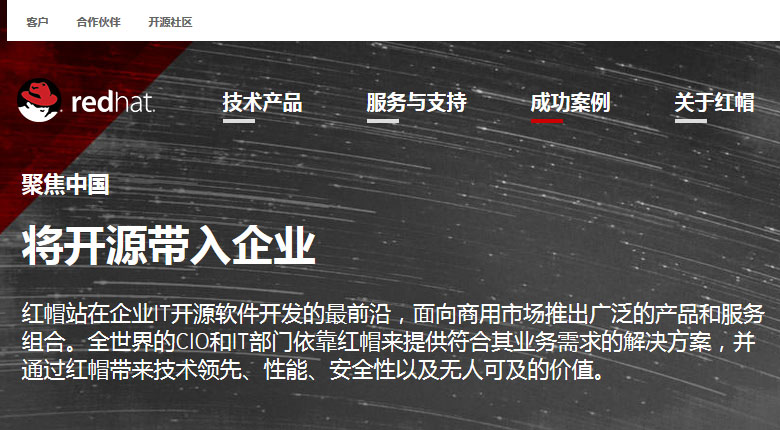 客户 合作伙伴 开源社区
redhat. 技术产品 服务与支持 成功案例 关于红帽
聚焦中国
将开源带入企业
红帽站在企业IT开源软件开发的最前沿，面向商用市场推出广泛的产品和服务
组合。全世界的CIO和IT部门依靠红帽来提供符合其业务需求的解决方案，并
通过红帽带来技术领先、性能、安全性以及无人可及的价值。